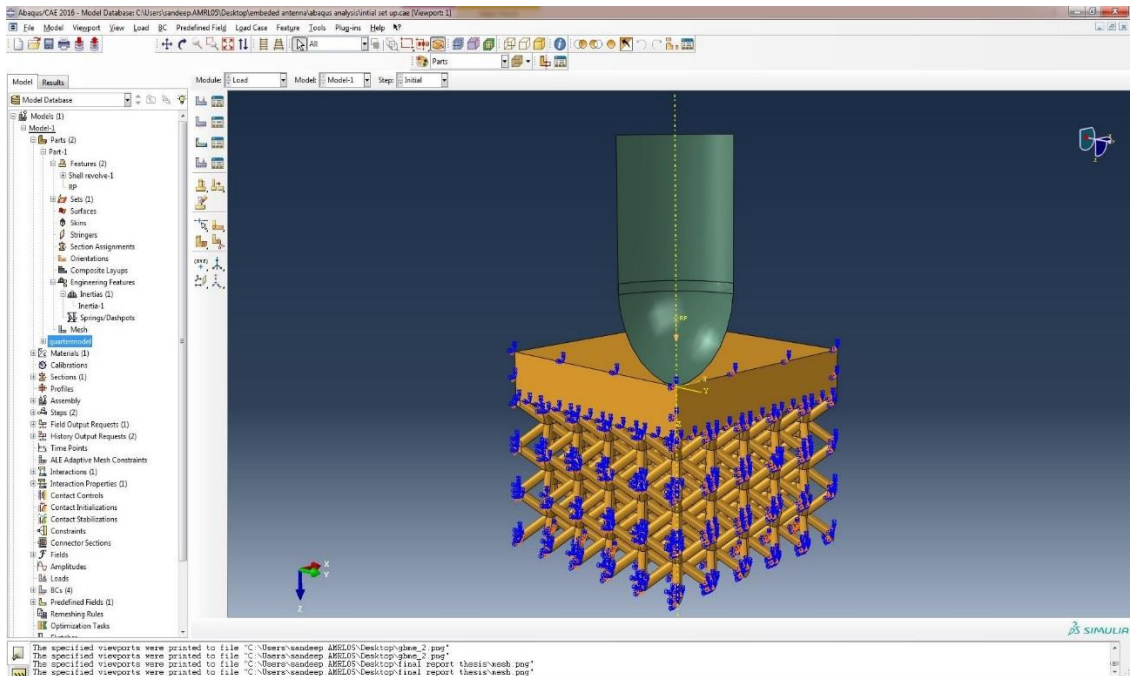 Abaqus/CAE 2016 - Model Database: C:\Users\sandeep.AMRL05\Desktop\embeded antenna\abaqus analysis\intial set up.cae [Viewport: 1]
File Model Viewport View Load BC Predefined Field Load Case Feature Tools Plug-ins Help
All
Parts
Model Results
Module: Load Model: Model-1 Step: Initial
Model Database
Models (1)
Model-1
Parts (2)
Part-1
Features (2)
Shell revolve-1
RP
Sets (1)
Surfaces
Skins
Stringers
Section Assignments
Orientations
Composite Layups
Engineering Features
Inertias (1)
Inertia-1
Springs/Dashpots
Mesh
quartermodel
Materials (1)
Calibrations
Sections (1)
Profiles
Assembly
Steps (2)
Field Output Requests (1)
History Output Requests (2)
Time Points
ALE Adaptive Mesh Constraints
Interactions (1)
Interaction Properties (1)
Contact Controls
Contact Initializations
Contact Stabilizations
Constraints
Connector Sections
Fields
Amplitudes
Loads
BCs (4)
Predefined Fields (1)
Remeshing Rules
Optimization Tasks
Sketches
(XYZ)
RP
X
Y
Z
X
Y
Z
SIMULIA
The specified viewports were printed to file "C:\Users\sandeep.AMRL05\Desktop\gbme_2.png"
The specified viewports were printed to file "C:\Users\sandeep.AMRL05\Desktop\gbme_2.png"
The specified viewports were printed to file "C:\Users\sandeep.AMRL05\Desktop\final report thesis\mesh.png"
The specified viewports were printed to file "C:\Users\sandeep.AMRL05\Desktop\final report thesis\mesh.png"